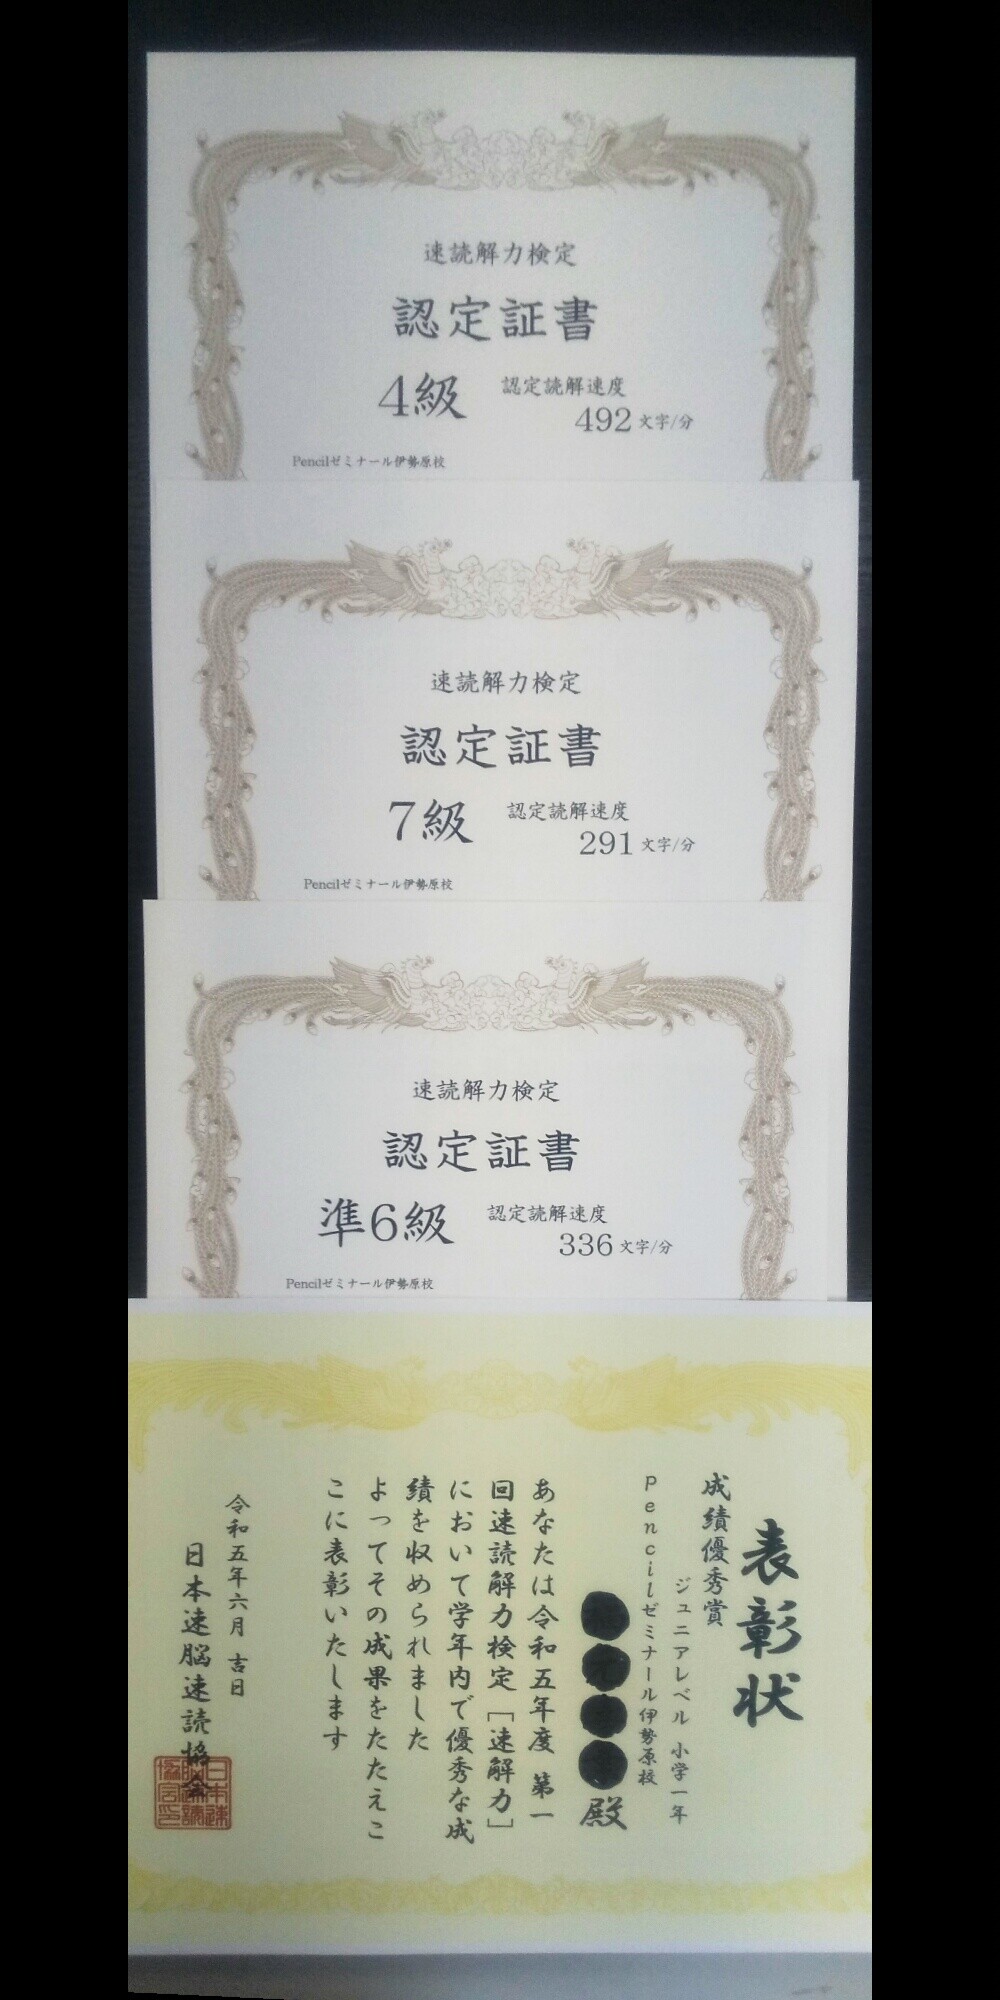 速読解力検定
認定証書
4級
認定読解速度
492文字/分
Pencilゼミナール伊勢原校
速読解力検定
認定証書
7級
認定読解速度
291文字/分
Pencilゼミナール伊勢原校
速読解力検定
認定証書
準6級
認定読解速度
336文字/分
Pencilゼミナール伊勢原校
表彰状
成績優秀賞
ジュニアレベル 小学一年
Pencilゼミナール伊勢原校
殿
あなたは令和五年度 第一
回速読解力検定[速解力]
において学年内で優秀な成
績を収められました
よってその成果をたたえこ
こに表彰いたします
令和五年六月 吉日
日本速脳速読協会